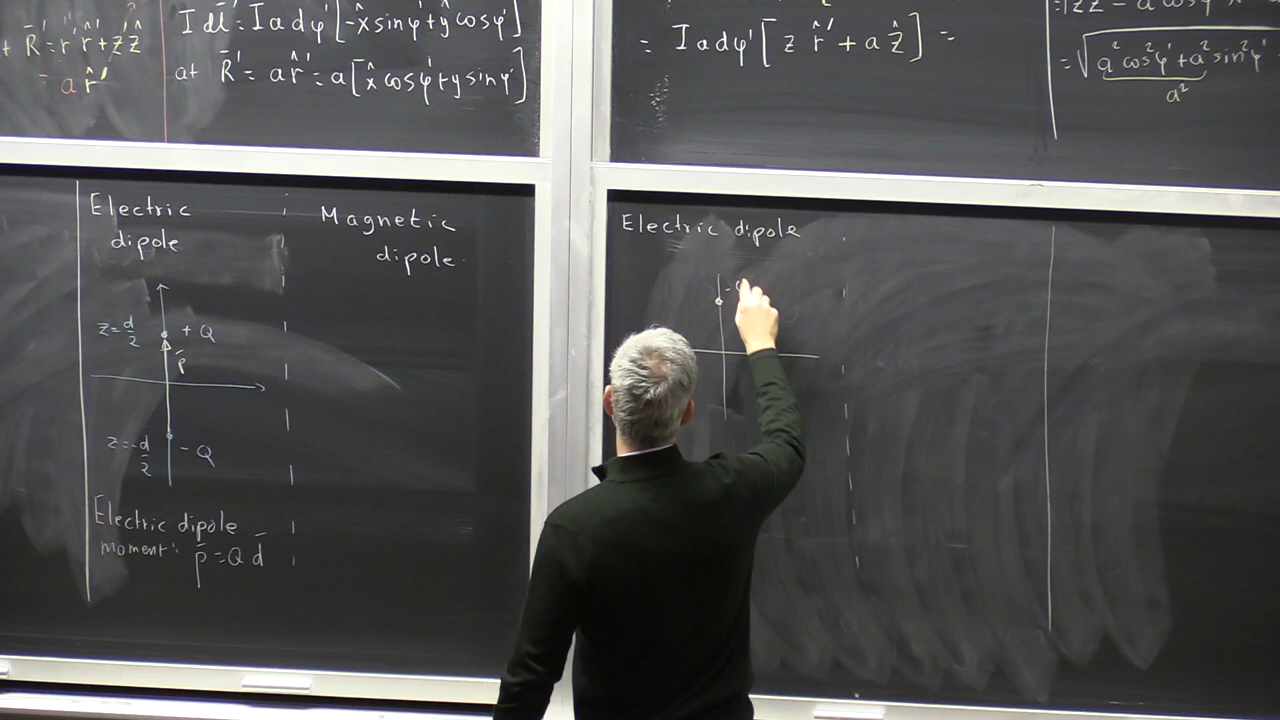 R̄' = r' r̂' + z' ẑ
= a r̂'
I dl̄' = I a dφ' [-x̂ sinφ' + ŷ cosφ']
at R̄' = a r̂' = a [x̂ cosφ' + y sinφ']
= I a dφ' [z r̂' + a ẑ] =
= √a² cos²φ' + a² sin²φ'
a²
Electric
dipole
z = d/2
+ Q
p̄
z = -d/2
- Q
Electric dipole
moment: p̄ = Q d̄
Magnetic
dipole.
Electric dipole